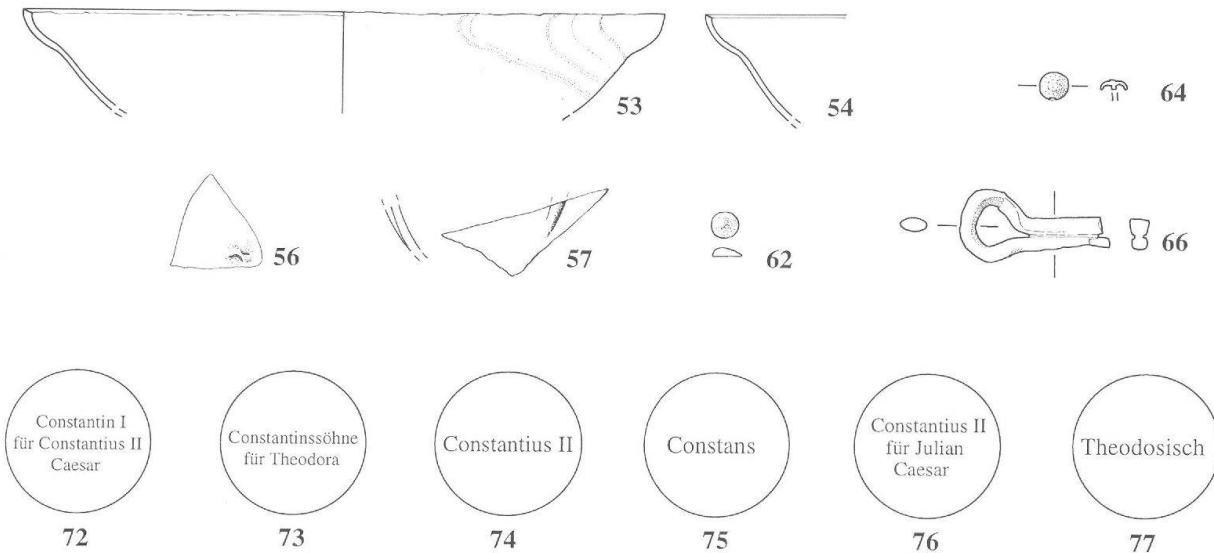 53
54
64
56
57
62
66
Constantin I
für Constantius II
Caesar
Constantinssöhne
für Theodora
Constantius II
Constans
Constantius II
für Julian
Caesar
Theodosisch
72
73
74
75
76
77